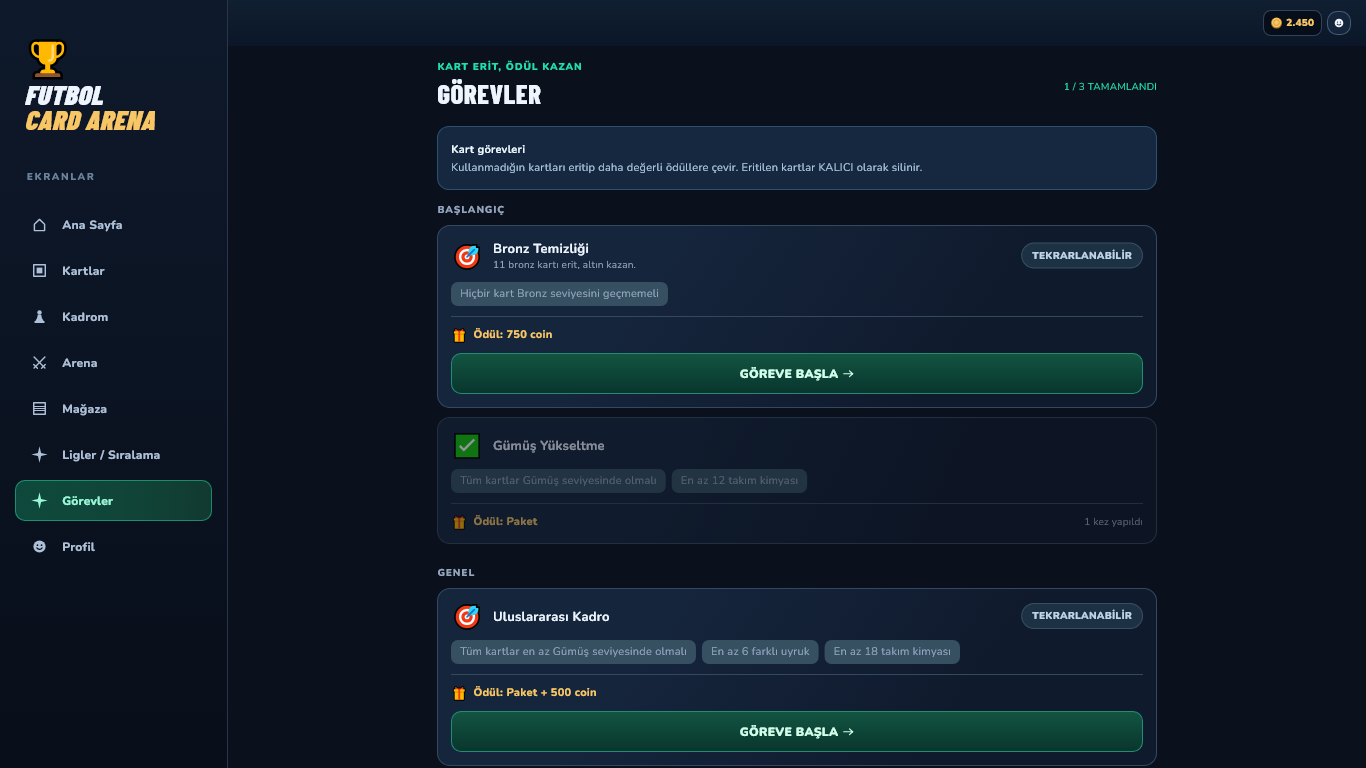 2.450
FUTBOL
CARD ARENA
EKRANLAR
Ana Sayfa
Kartlar
Kadrom
Arena
Mağaza
Ligler / Sıralama
Görevler
Profil
KART ERİT, ÖDÜL KAZAN
GÖREVLER
1 / 3 TAMAMLANDI
Kart görevleri
Kullanmadığın kartları eritip daha değerli ödüllere çevir. Eritilen kartlar KALICI olarak silinir.
BAŞLANGIÇ
Bronz Temizliği
11 bronz kartı erit, altın kazan.
TEKRARLANABİLİR
Hiçbir kart Bronz seviyesini geçmemeli
Ödül: 750 coin
GÖREVE BAŞLA →
Gümüş Yükseltme
Tüm kartlar Gümüş seviyesinde olmalı En az 12 takım kimyası
Ödül: Paket 1 kez yapıldı
GENEL
Uluslararası Kadro TEKRARLANABİLİR
Tüm kartlar en az Gümüş seviyesinde olmalı En az 6 farklı uyruk En az 18 takım kimyası
Ödül: Paket + 500 coin
GÖREVE BAŞLA →